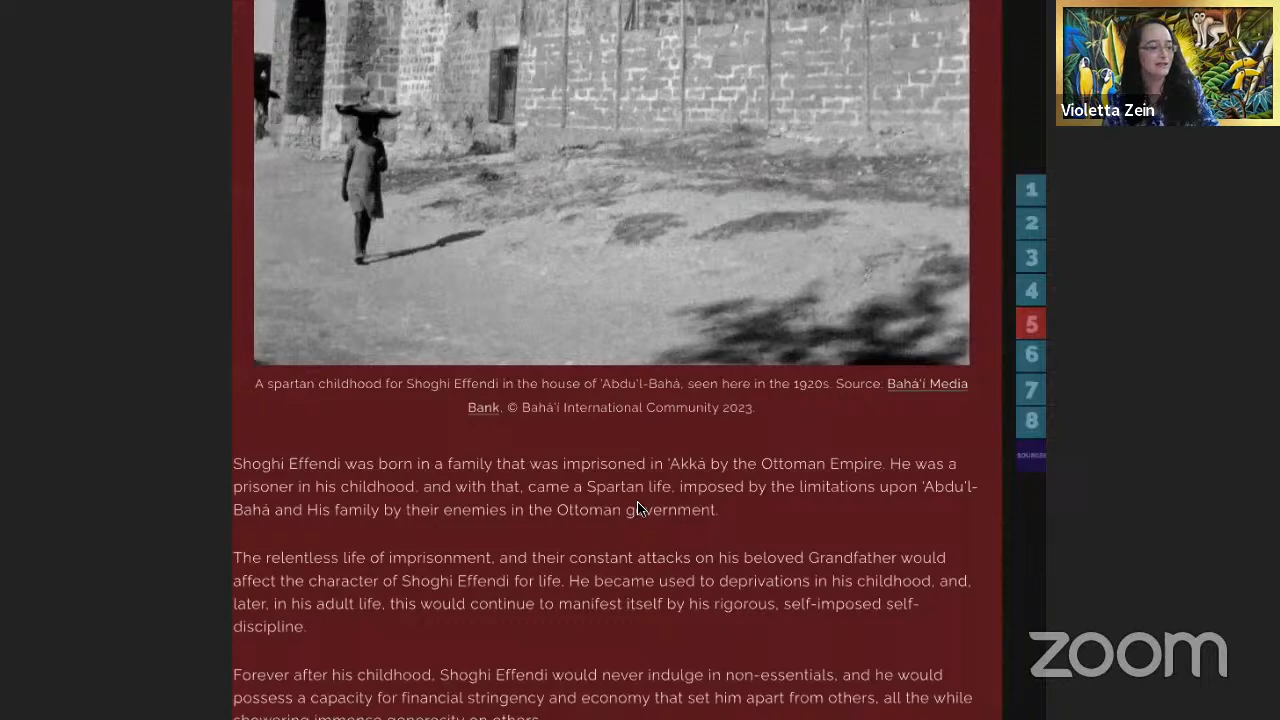 Violetta Zein
1
2
3
4
5
6
7
8
A spartan childhood for Shoghi Effendi in the house of 'Abdu'l-Bahá, seen here in the 1920s. Source: Bahá'í Media
Bank, © Bahá'í International Community 2023.
Shoghi Effendi was born in a family that was imprisoned in 'Akká by the Ottoman Empire. He was a
prisoner in his childhood, and with that, came a Spartan life, imposed by the limitations upon 'Abdu'l-
Bahá and His family by their enemies in the Ottoman government.
The relentless life of imprisonment, and their constant attacks on his beloved Grandfather would
affect the character of Shoghi Effendi for life. He became used to deprivations in his childhood, and,
later, in his adult life, this would continue to manifest itself by his rigorous, self-imposed self-
discipline.
Forever after his childhood, Shoghi Effendi would never indulge in non-essentials, and he would
possess a capacity for financial stringency and economy that set him apart from others, all the while
showering immense generosity on others.
zoom